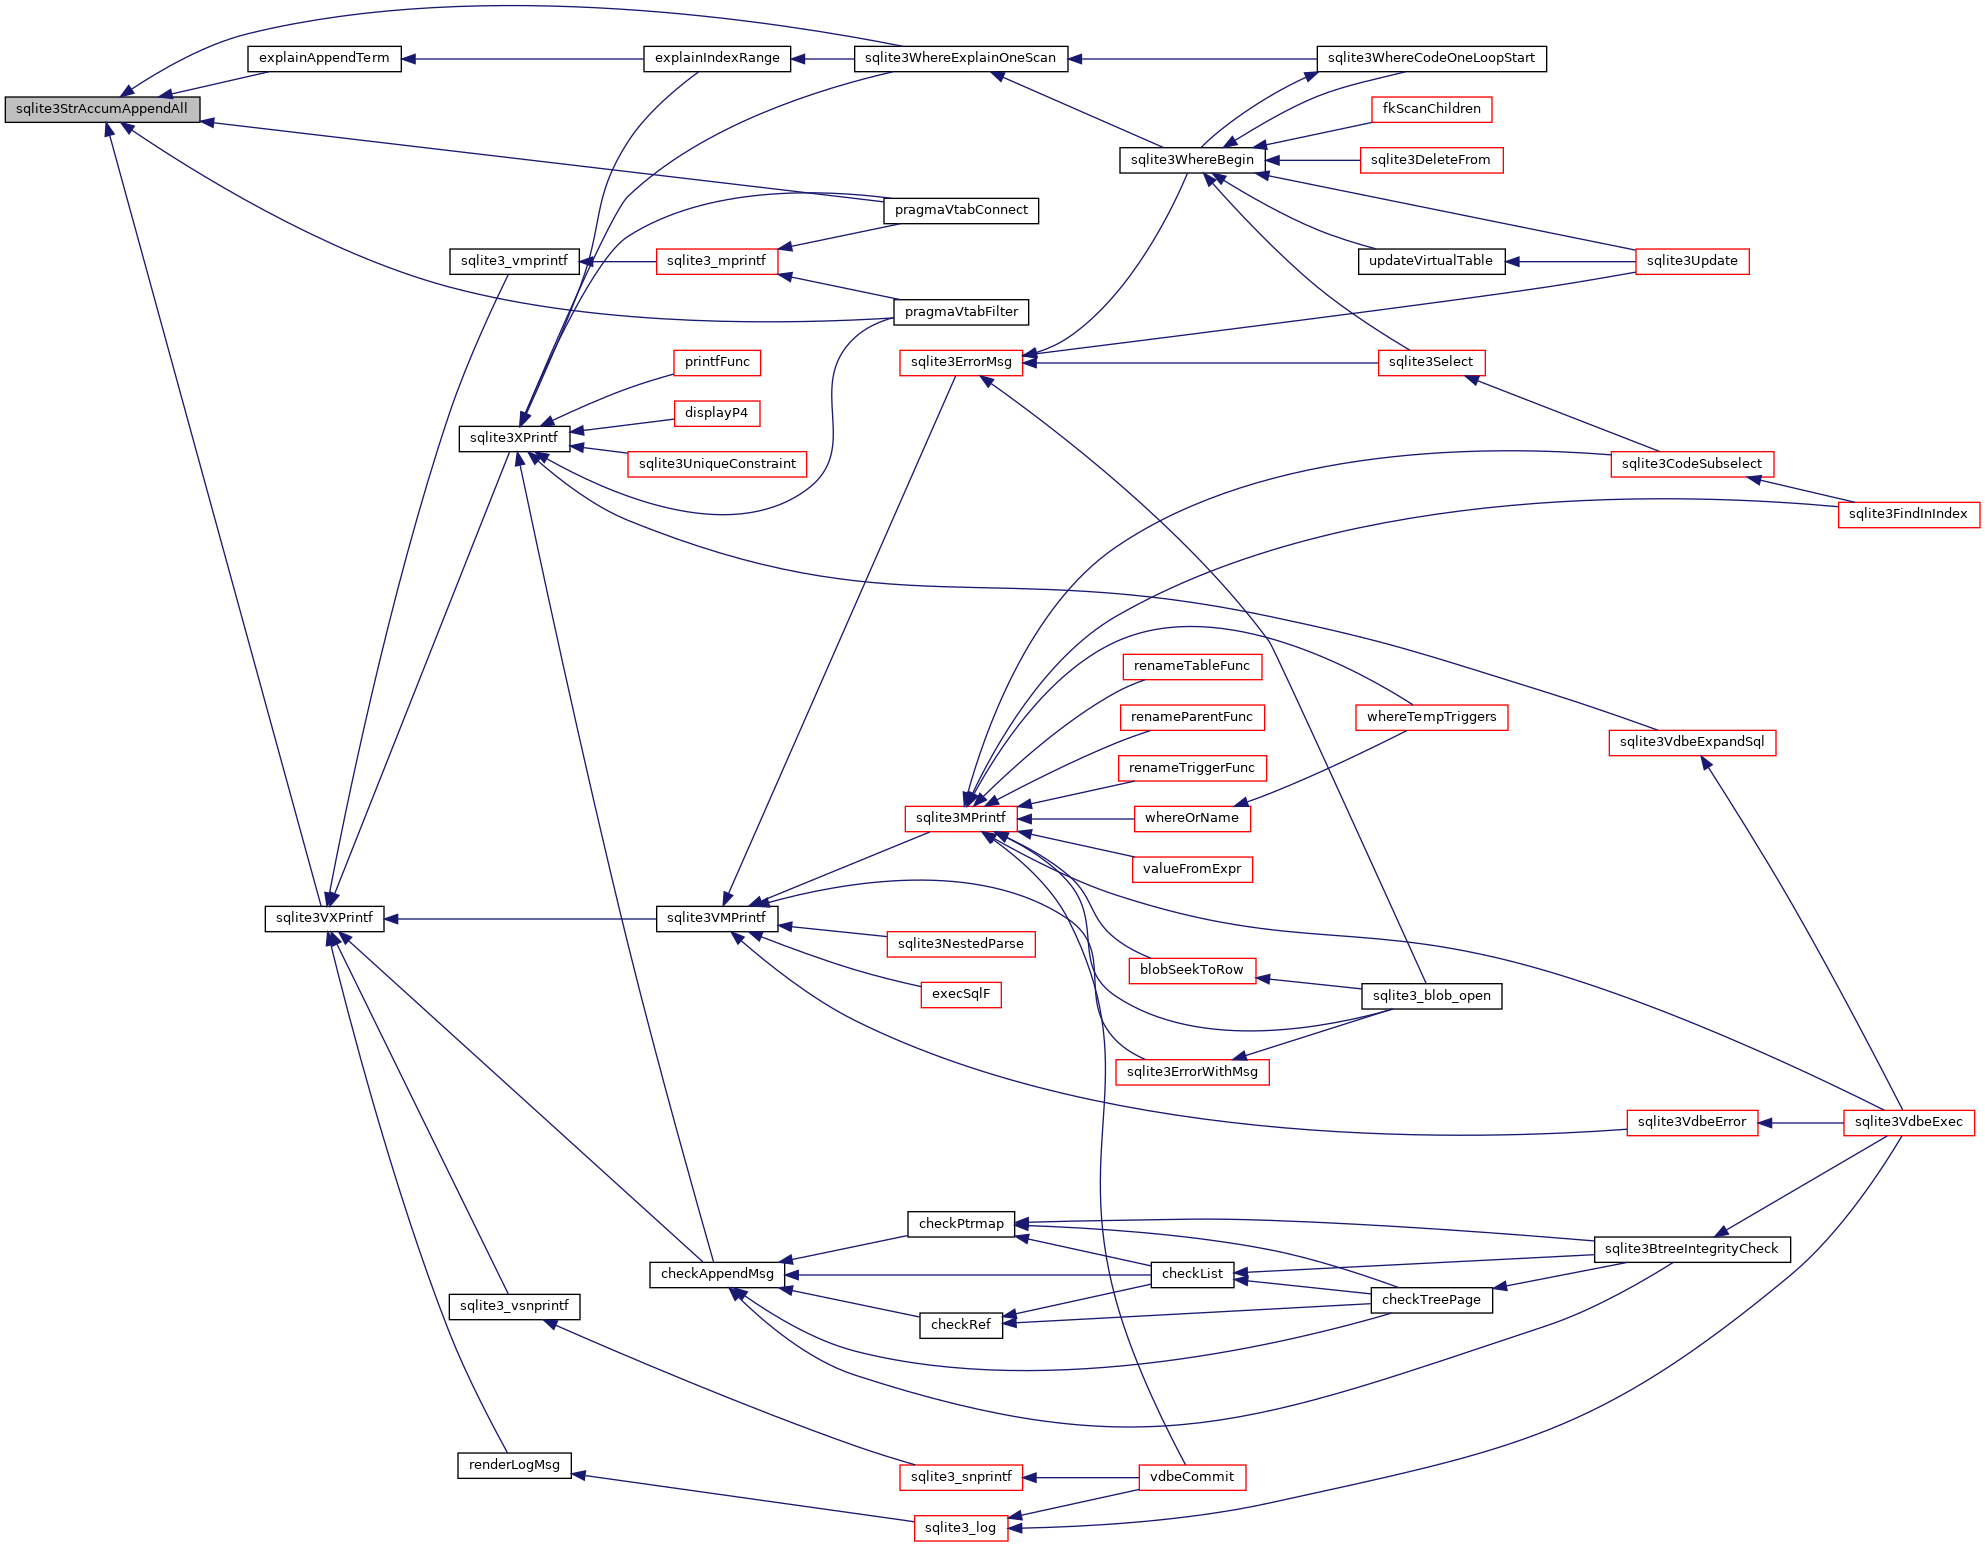 explainAppendTerm
explainIndexRange
sqlite3WhereExplainOneScan
sqlite3WhereCodeOneLoopStart
sqlite3StrAccumAppendAll
fkScanChildren
sqlite3WhereBegin
sqlite3DeleteFrom
pragmaVtabConnect
sqlite3_vmprintf
sqlite3_mprintf
updateVirtualTable
sqlite3Update
pragmaVtabFilter
printfFunc
sqlite3ErrorMsg
sqlite3Select
displayP4
sqlite3XPrintf
sqlite3UniqueConstraint
sqlite3CodeSubselect
sqlite3FindInIndex
renameTableFunc
renameParentFunc
whereTempTriggers
sqlite3VdbeExpandSql
renameTriggerFunc
sqlite3MPrintf
whereOrName
valueFromExpr
sqlite3VXPrintf
sqlite3VMPrintf
sqlite3NestedParse
blobSeekToRow
execSqlF
sqlite3_blob_open
sqlite3ErrorWithMsg
sqlite3VdbeError
sqlite3VdbeExec
checkPtrmap
sqlite3BtreeIntegrityCheck
checkAppendMsg
checkList
checkTreePage
sqlite3_vsnprintf
checkRef
renderLogMsg
sqlite3_snprintf
vdbeCommit
sqlite3_log